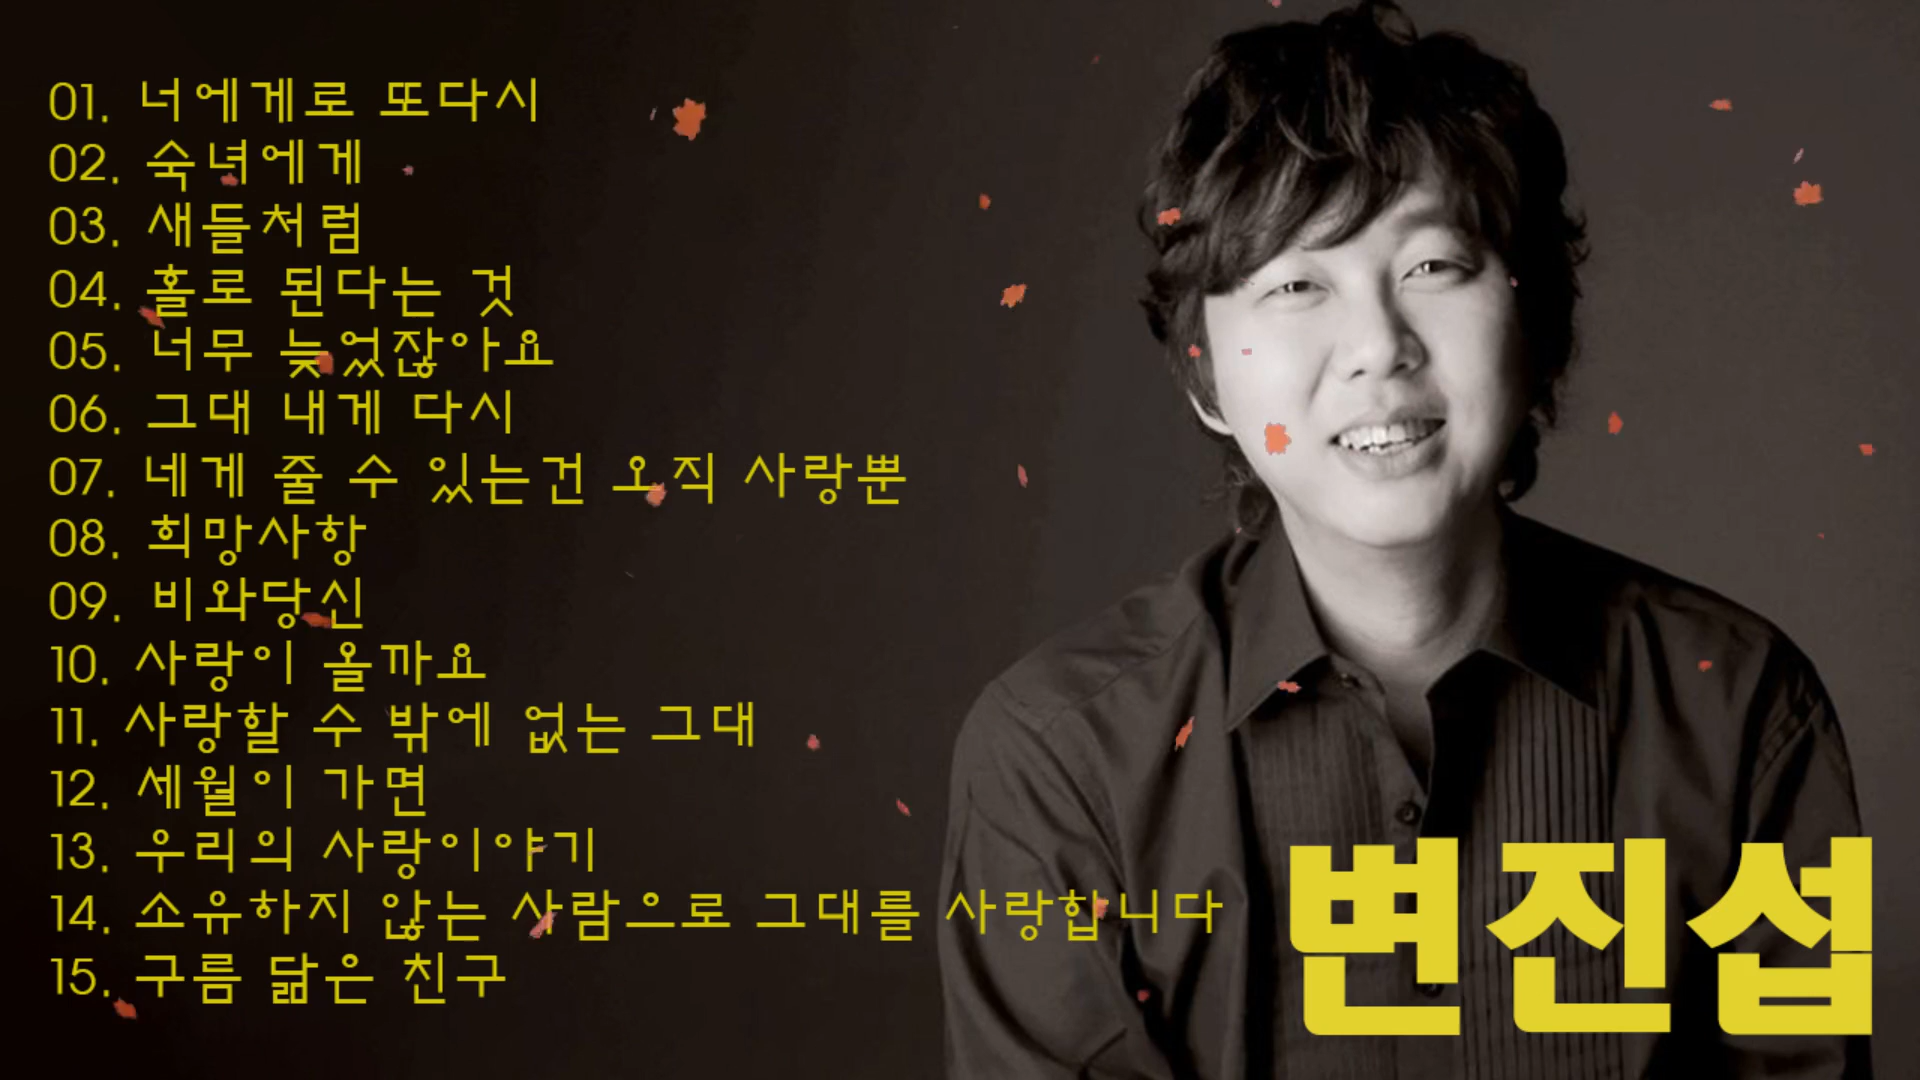 01. 너에게로 또다시
02. 숙녀에게
03. 새들처럼
04. 홀로 된다는 것
05. 너무 늦었잖아요
06. 그대 내게 다시
07. 네게 줄 수 있는건 오직 사랑뿐
08. 희망사항
09. 비와당신
10. 사랑이 올까요
11. 사랑할 수 밖에 없는 그대
12. 세월이 가면
13. 우리의 사랑이야기
14. 소유하지 않는 사람으로 그대를 사랑합니다
15. 구름 닮은 친구
변진섭